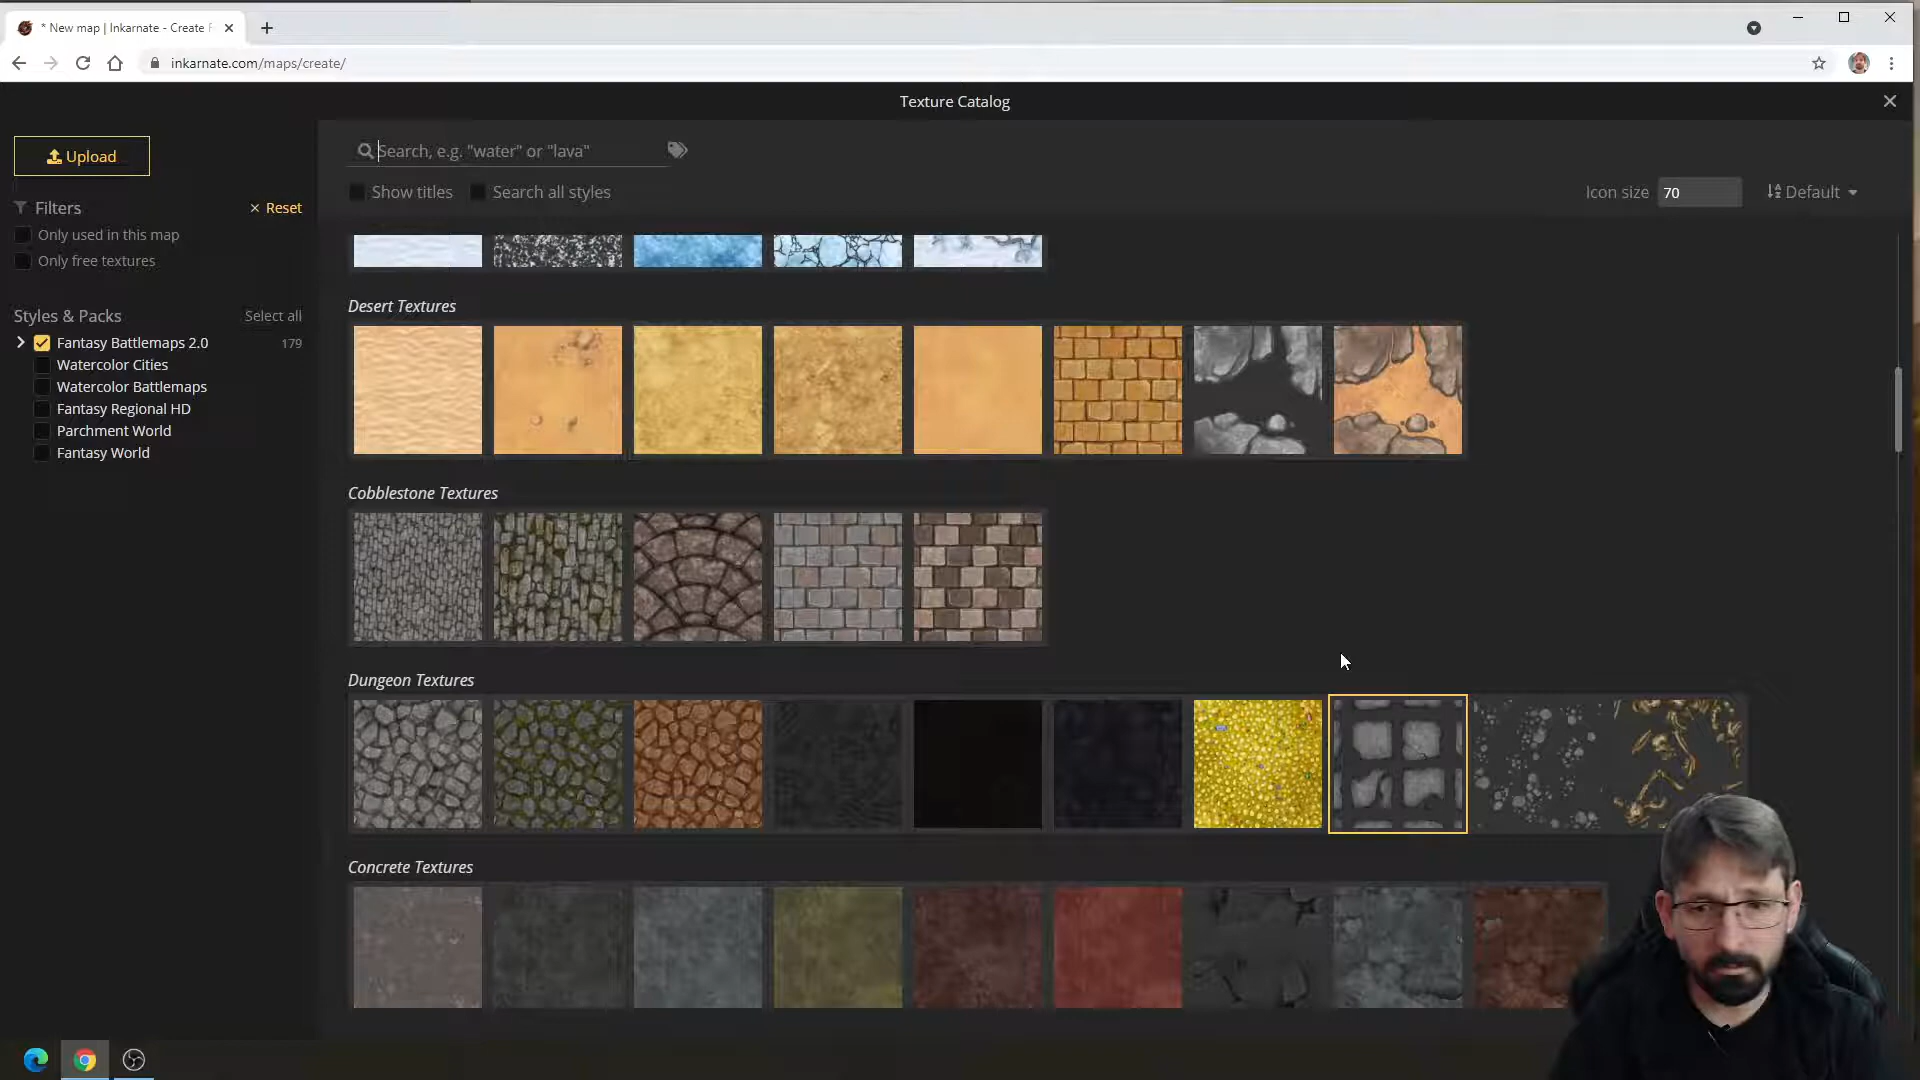 * New map | Inkarnate - Create F
inkarnate.com/maps/create/
Texture Catalog
Upload
Search, e.g. "water" or "lava"
Show titles
Search all styles
Icon size
70
Default
Filters
Reset
Only used in this map
Only free textures
Styles & Packs
Select all
Fantasy Battlemaps 2.0
179
Watercolor Cities
Watercolor Battlemaps
Fantasy Regional HD
Parchment World
Fantasy World
Desert Textures
Cobblestone Textures
Dungeon Textures
Concrete Textures